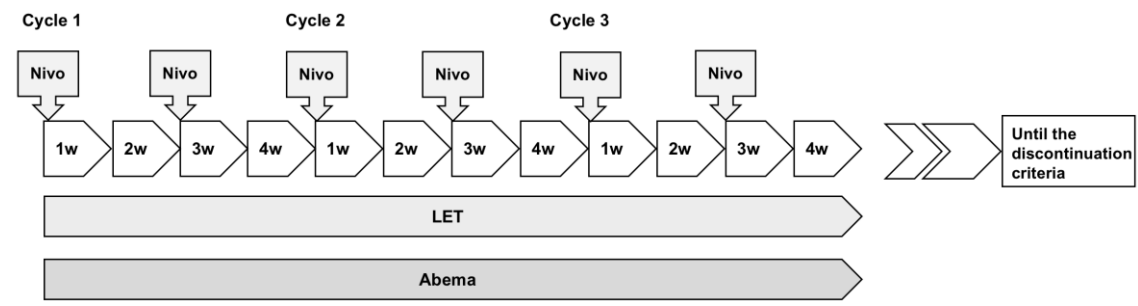 Cycle 1
Cycle 2
Cycle 3
Nivo
Nivo
Nivo
Nivo
Nivo
Nivo
1w
2w
3w
4w
1w
2w
3w
4w
1w
2w
3w
4w
Until the
discontinuation
criteria
LET
Abema